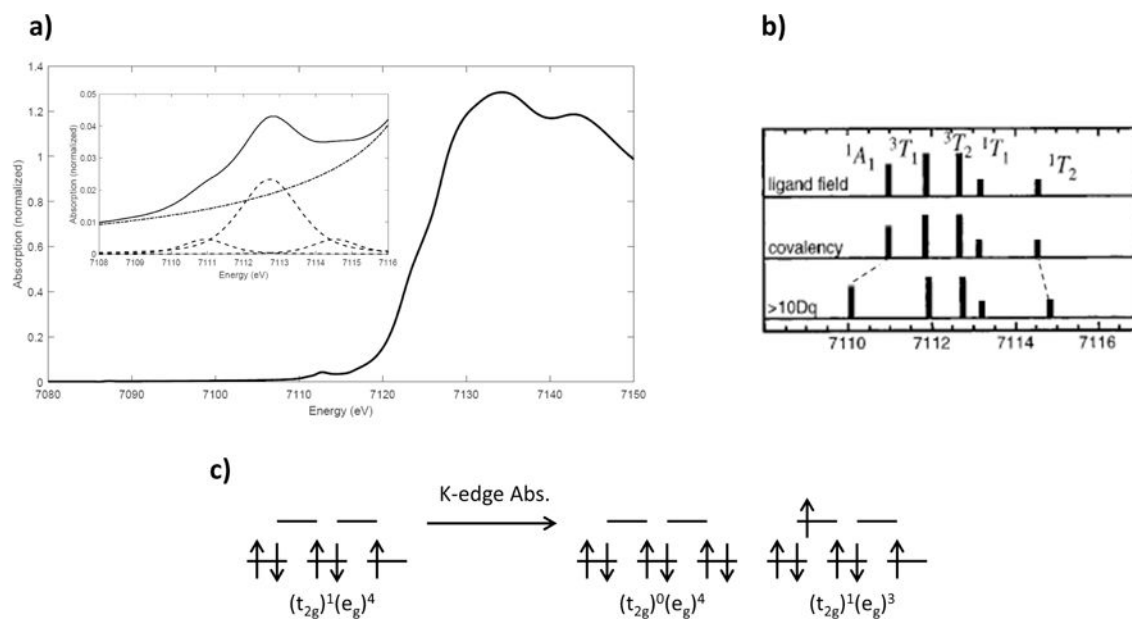 a)
1.4
1.2
1
0.8
0.6
0.4
0.2
0
7080 7090 7100 7110 7120 7130 7140 7150
Energy (eV)
Absorption (normalized)
0.05
0.04
0.03
0.02
0.01
0
7108 7109 7110 7111 7112 7113 7114 7115 7116
Energy (eV)
Absorption (normalized)
b)
¹A₁ ³T₁ ³T₂ ¹T₁ ¹T₂
ligand field
covalency
>10Dq
7110 7112 7114 7116
c)
K-edge Abs.
(t₂g)¹(eg)⁴ (t₂g)⁰(eg)⁴ (t₂g)¹(eg)³